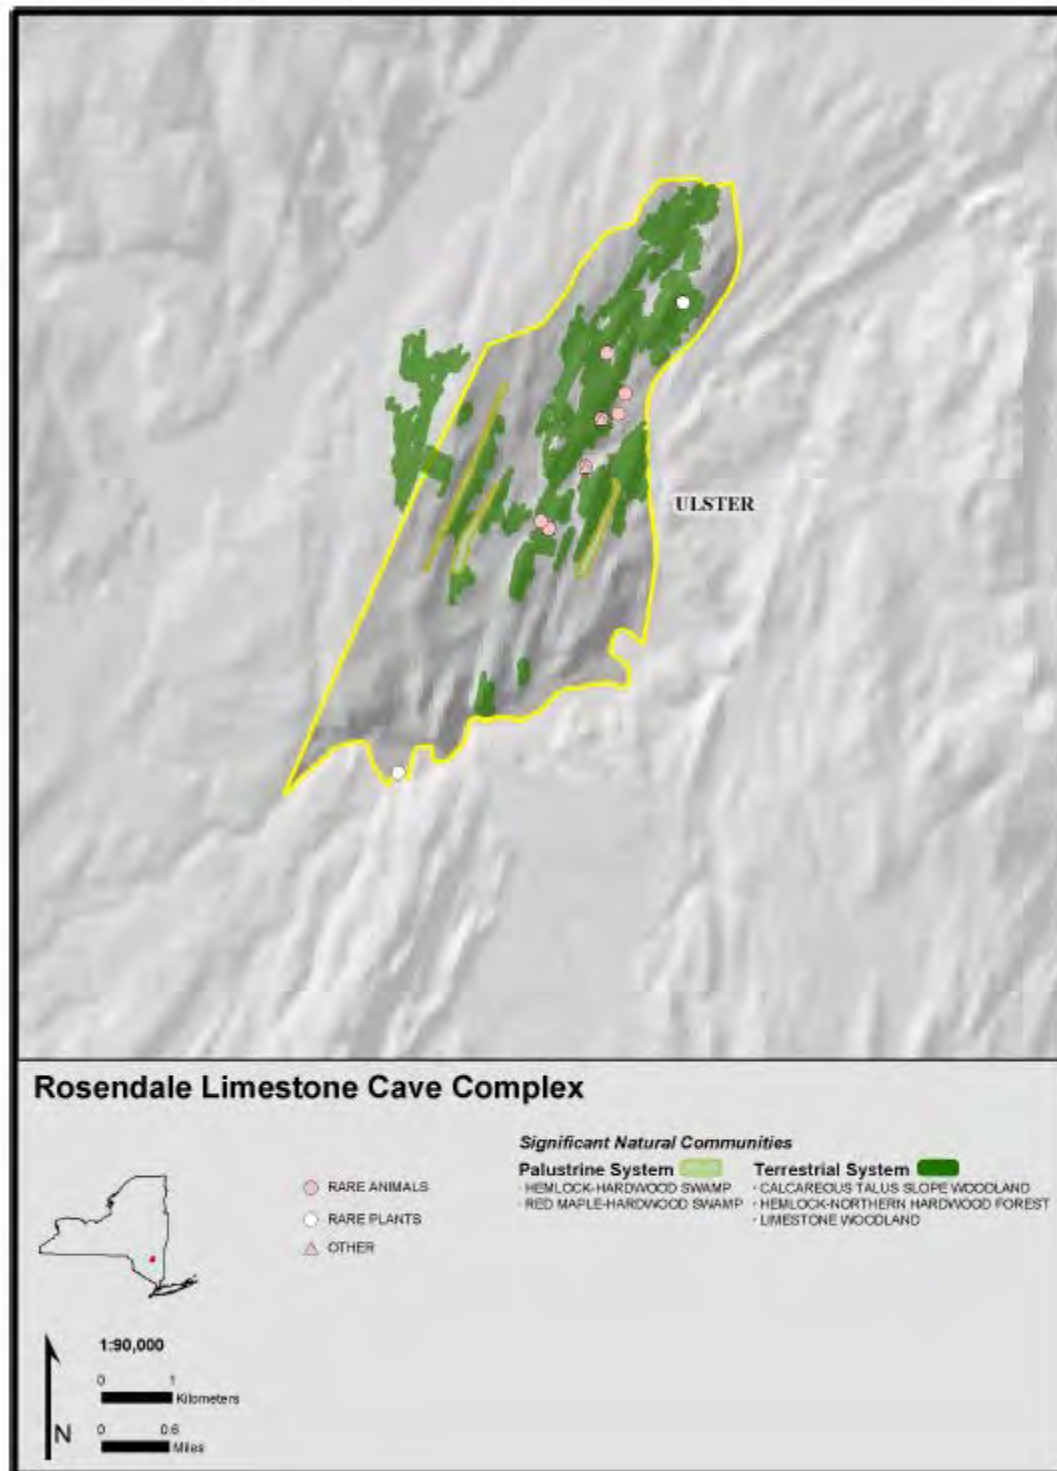 ULSTER
Rosendale Limestone Cave Complex
RARE ANIMALS
RARE PLANTS
OTHER
Significant Natural Communities
Palustrine System
· HEMLOCK-HARDWOOD SWAMP
· RED MAPLE-HARDWOOD SWAMP
Terrestrial System
· CALCAREOUS TALUS SLOPE WOODLAND
· HEMLOCK-NORTHERN HARDWOOD FOREST
· LIMESTONE WOODLAND
1:90,000
0 1
Kilometers
0 0.6
Miles
N